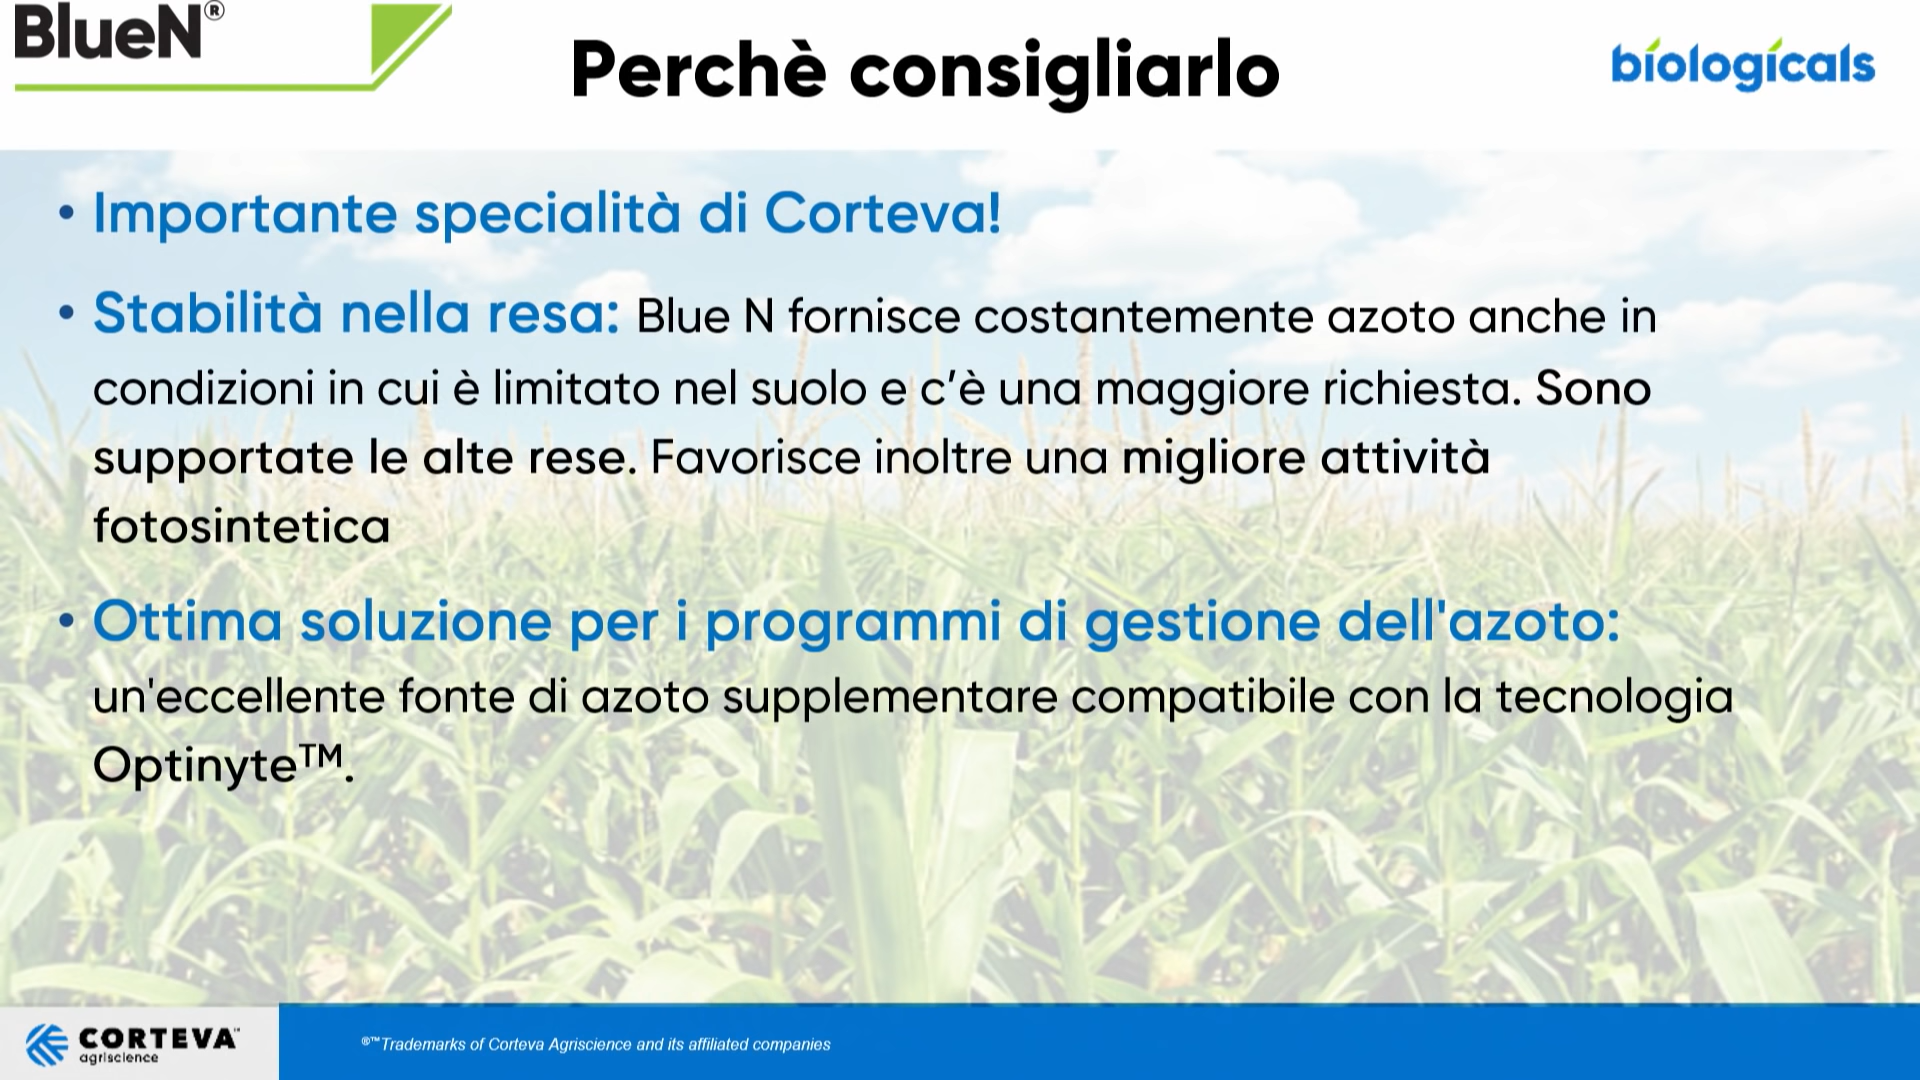 BlueN®
Perchè consigliarlo
biologicals
• Importante specialità di Corteva!
• Stabilità nella resa: Blue N fornisce costantemente azoto anche in
condizioni in cui è limitato nel suolo e c’è una maggiore richiesta. Sono
supportate le alte rese. Favorisce inoltre una migliore attività
fotosintetica
• Ottima soluzione per i programmi di gestione dell'azoto:
un'eccellente fonte di azoto supplementare compatibile con la tecnologia
Optinyte™.
CORTEVA™
agriscience
®™Trademarks of Corteva Agriscience and its affiliated companies